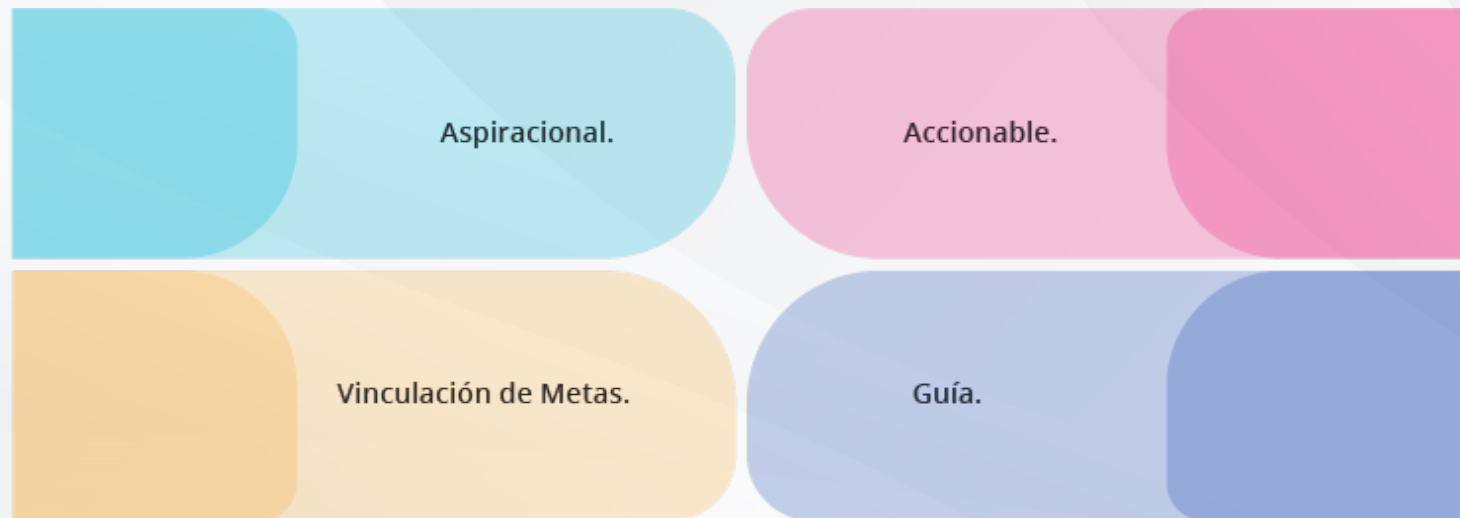 Aspiracional.
Accionable.
Vinculación de Metas.
Guía.